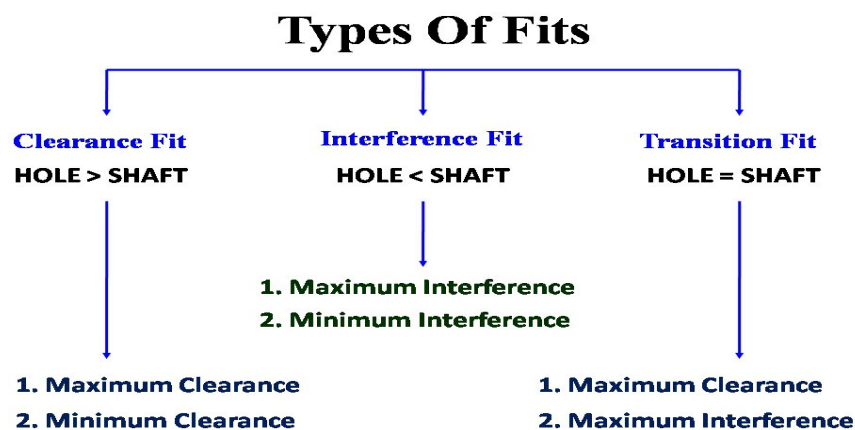 Types Of Fits
Clearance Fit
HOLE > SHAFT
Interference Fit
HOLE < SHAFT
Transition Fit
HOLE = SHAFT
1. Maximum Interference
2. Minimum Interference
1. Maximum Clearance
2. Minimum Clearance
1. Maximum Clearance
2. Maximum Interference